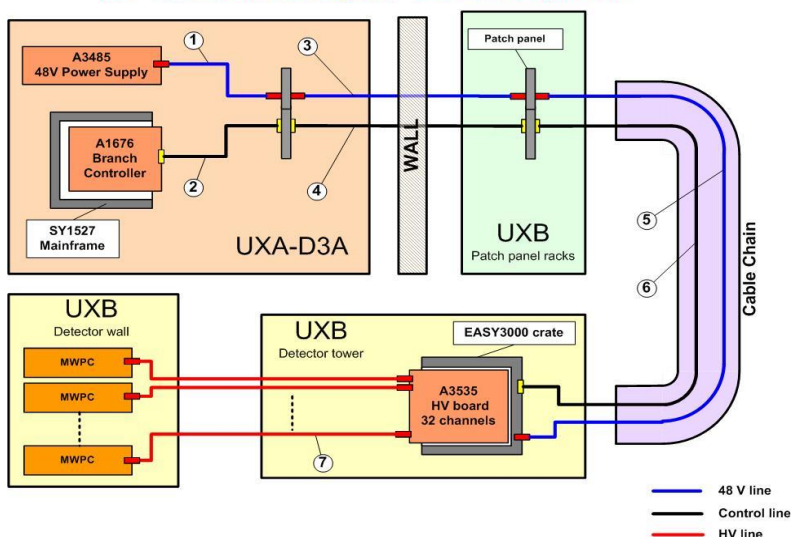 A3485
48V Power Supply
1
3
Patch panel
A1676
Branch
Controller
2
4
WALL
SY1527
Mainframe
UXA-D3A
UXB
Patch panel racks
5
6
Cable Chain
UXB
Detector wall
MWPC
MWPC
MWPC
UXB
Detector tower
EASY3000 crate
A3535
HV board
32 channels
7
48 V line
Control line
HV line